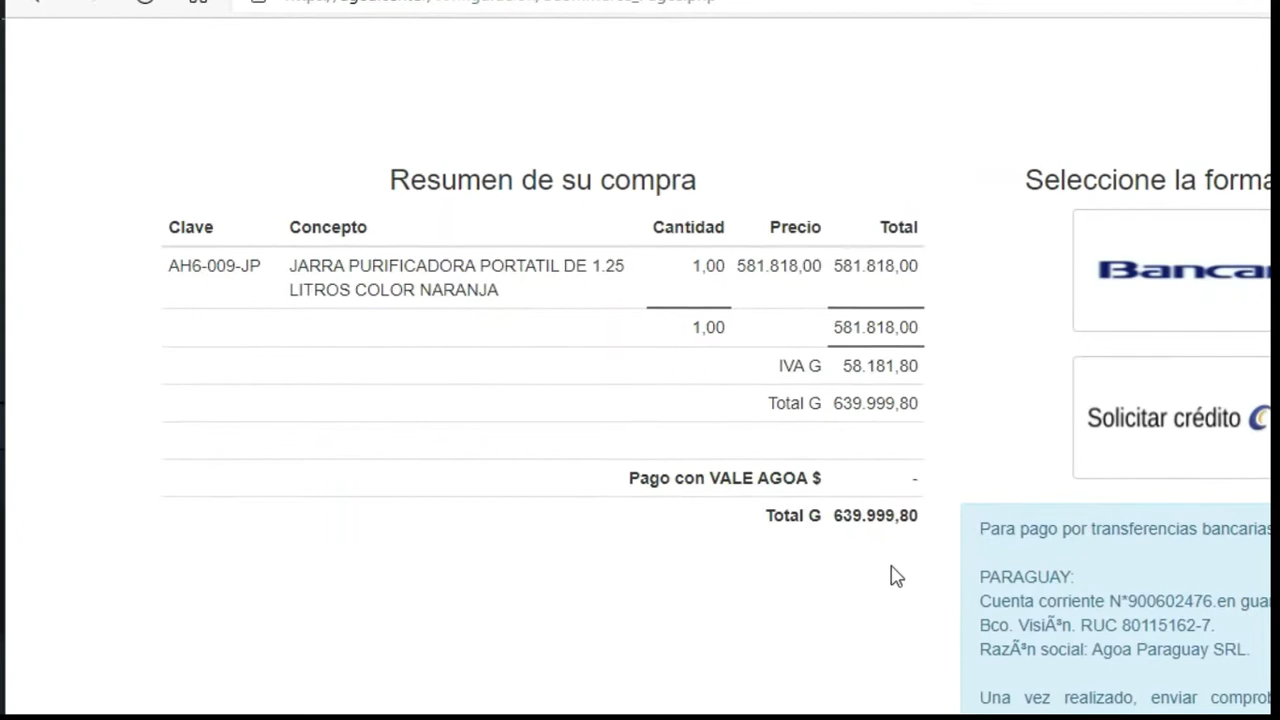 Resumen de su compra
Clave Concepto Cantidad Precio Total
AH6-009-JP JARRA PURIFICADORA PORTATIL DE 1.25 1,00 581.818,00 581.818,00
LITROS COLOR NARANJA
1,00 581.818,00
IVA G 58.181,80
Total G 639.999,80
Pago con VALE AGOA $ -
Total G 639.999,80
Seleccione la forma
Bancar
Solicitar crédito
Para pago por transferencias bancarias
PARAGUAY:
Cuenta corriente N*900602476.en gua
Bco. VisiÃªn. RUC 80115162-7.
RazÃªn social: Agoa Paraguay SRL.
Una vez realizado, enviar comprob